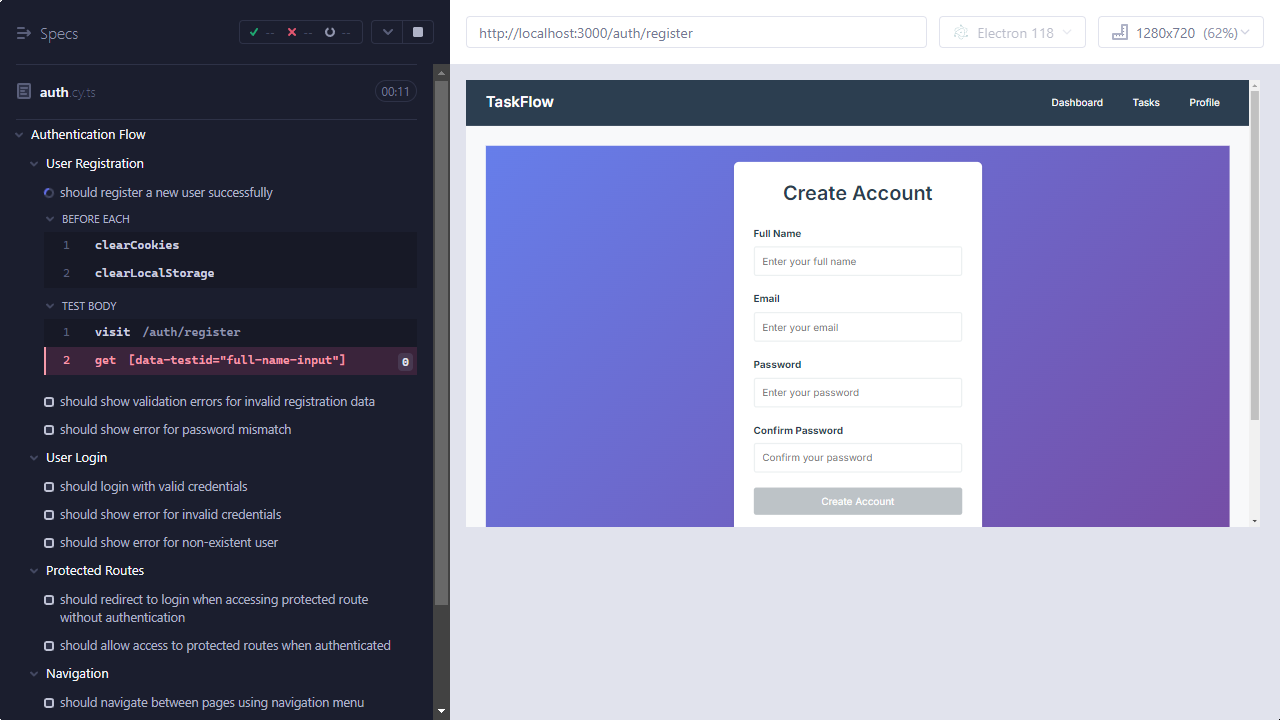 Specs
--
--
--
auth.cy.ts
00:11
Authentication Flow
User Registration
should register a new user successfully
BEFORE EACH
1 clearCookies
2 clearLocalStorage
TEST BODY
1 visit /auth/register
2 get [data-testid="full-name-input"] 0
should show validation errors for invalid registration data
should show error for password mismatch
User Login
should login with valid credentials
should show error for invalid credentials
should show error for non-existent user
Protected Routes
should redirect to login when accessing protected route
without authentication
should allow access to protected routes when authenticated
Navigation
should navigate between pages using navigation menu
http://localhost:3000/auth/register
Electron 118
1280x720 (62%)
TaskFlow
Dashboard
Tasks
Profile
Create Account
Full Name
Enter your full name
Email
Enter your email
Password
Enter your password
Confirm Password
Confirm your password
Create Account